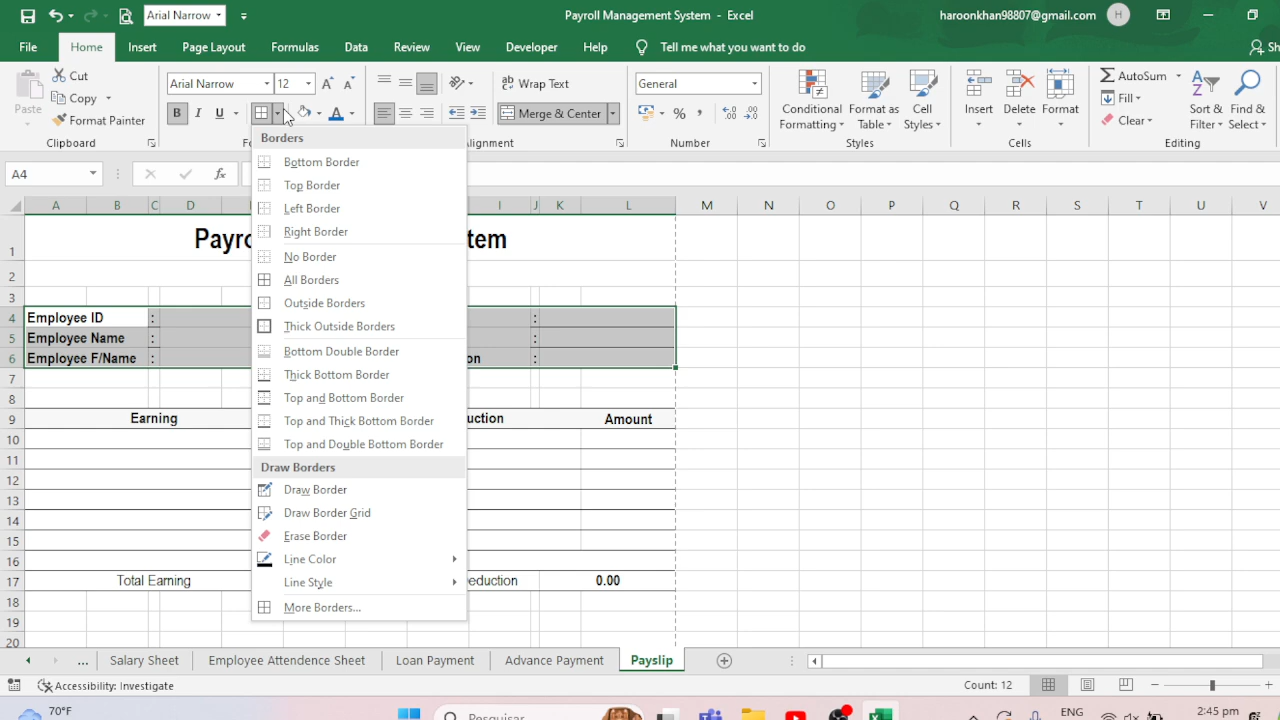 Arial Narrow
Payroll Management System - Excel
haroonkhan98807@gmail.com
H
File Home Insert Page Layout Formulas Data Review View Developer Help Tell me what you want to do
Paste
Cut
Copy
Format Painter
Clipboard
Arial Narrow 12
B I U
Wrap Text
Merge & Center
General
Number
Conditional Formatting
Format as Table
Cell Styles
Styles
Insert Delete Format
Cells
AutoSum
Fill
Clear
Sort & Filter
Find & Select
Editing
A4
fx
A B C D I J K L M N O P Q R S T U V
Borders
Bottom Border
Top Border
Left Border
Right Border
No Border
All Borders
Outside Borders
Thick Outside Borders
Bottom Double Border
Thick Bottom Border
Top and Bottom Border
Top and Thick Bottom Border
Top and Double Bottom Border
Draw Borders
Draw Border
Draw Border Grid
Erase Border
Line Color
Line Style
More Borders...
1
2
3
4 Employee ID : :
5 Employee Name : :
6 Employee F/Name : :
7
8
9 Earning Amount
10
11
12
13
14
15
16
17 Total Earning 0.00
18
19
20
... Salary Sheet Employee Attendence Sheet Loan Payment Advance Payment Payslip
Accessibility: Investigate
Count: 12
70°F
Pesquisar
ENG
2:45 pm